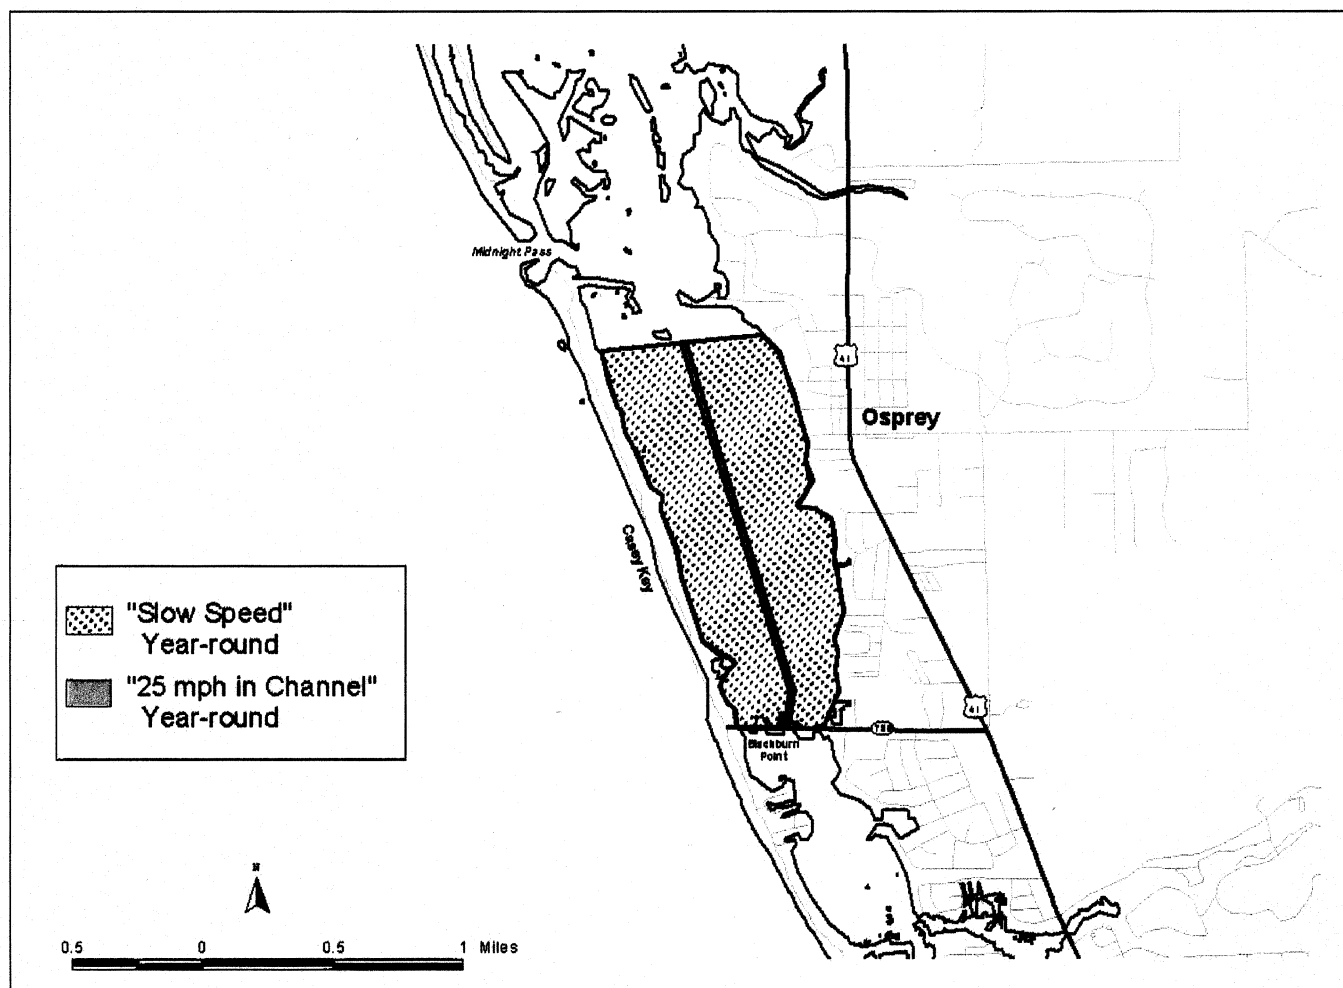 Midnight Pass
41
Osprey
Casey Key
"Slow Speed"
Year-round
"25 mph in Channel"
Year-round
41
Blackburn
Point
N
0.5 0 0.5 1 Miles